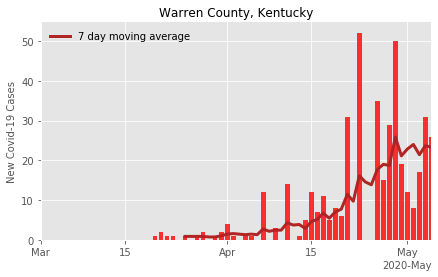 Warren County, Kentucky
7 day moving average
New Covid-19 Cases
50
40
30
20
10
0
Mar
15
Apr
15
May
2020-May